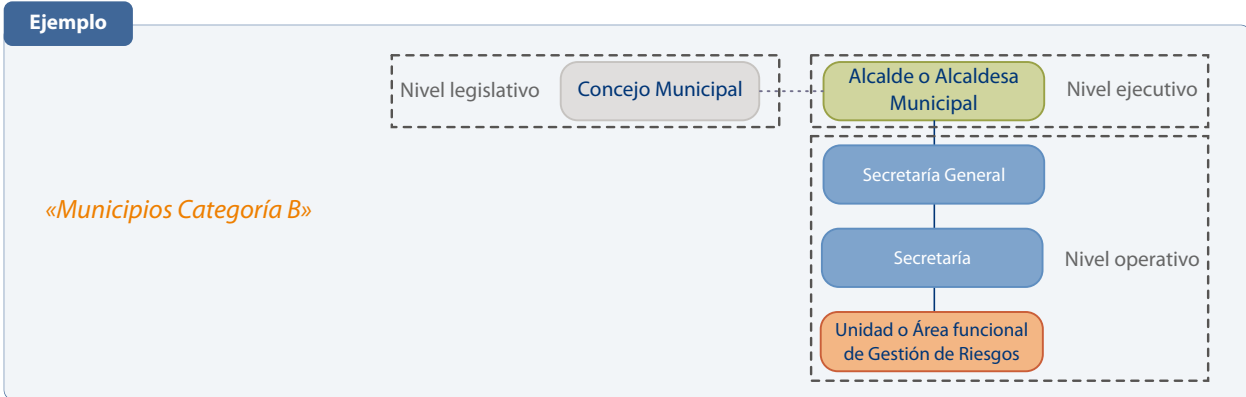 Ejemplo
Nivel legislativo
Concejo Municipal
Alcalde o Alcaldesa
Municipal
Nivel ejecutivo
Secretaría General
«Municipios Categoría B»
Secretaría
Nivel operativo
Unidad o Área funcional
de Gestión de Riesgos